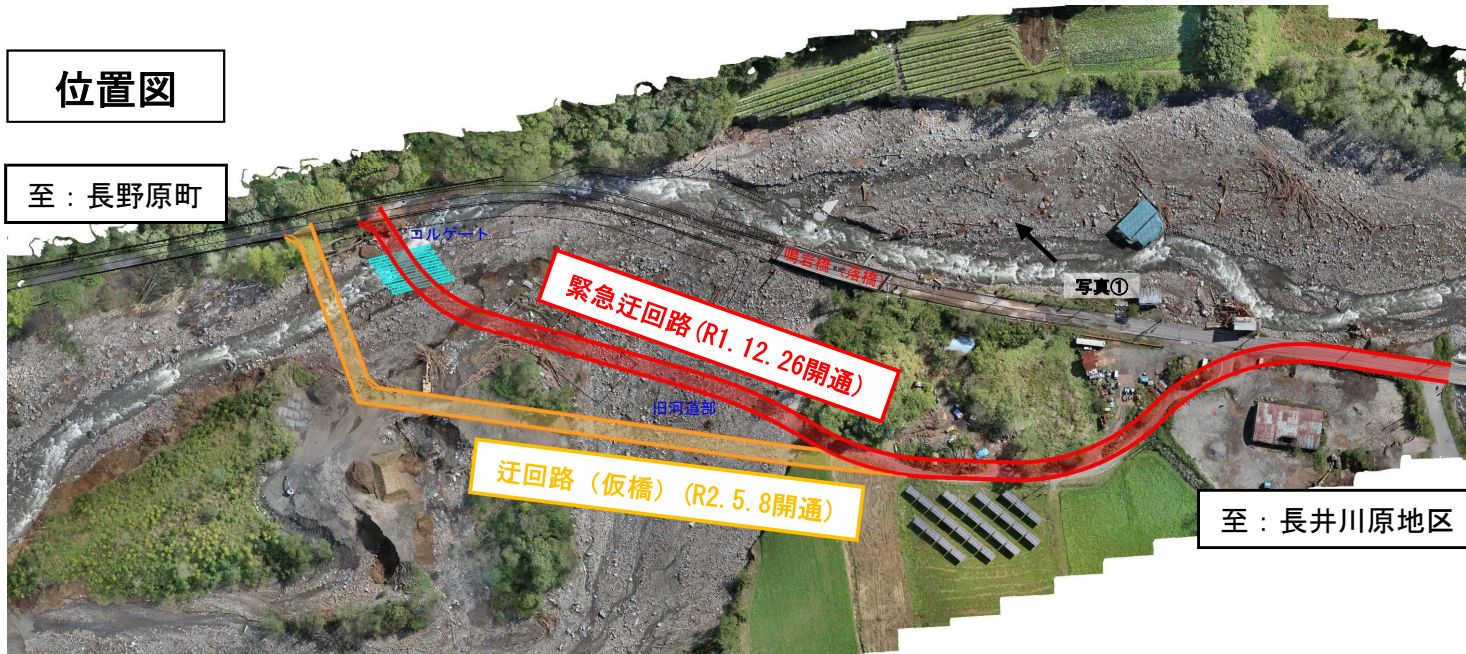 位置図
至：長野原町
コルゲート
鳴岩橋（落橋）
緊急迂回路(R1.12.26開通)
写真①
旧河道部
迂回路（仮橋）(R2.5.8開通)
至：長井川原地区